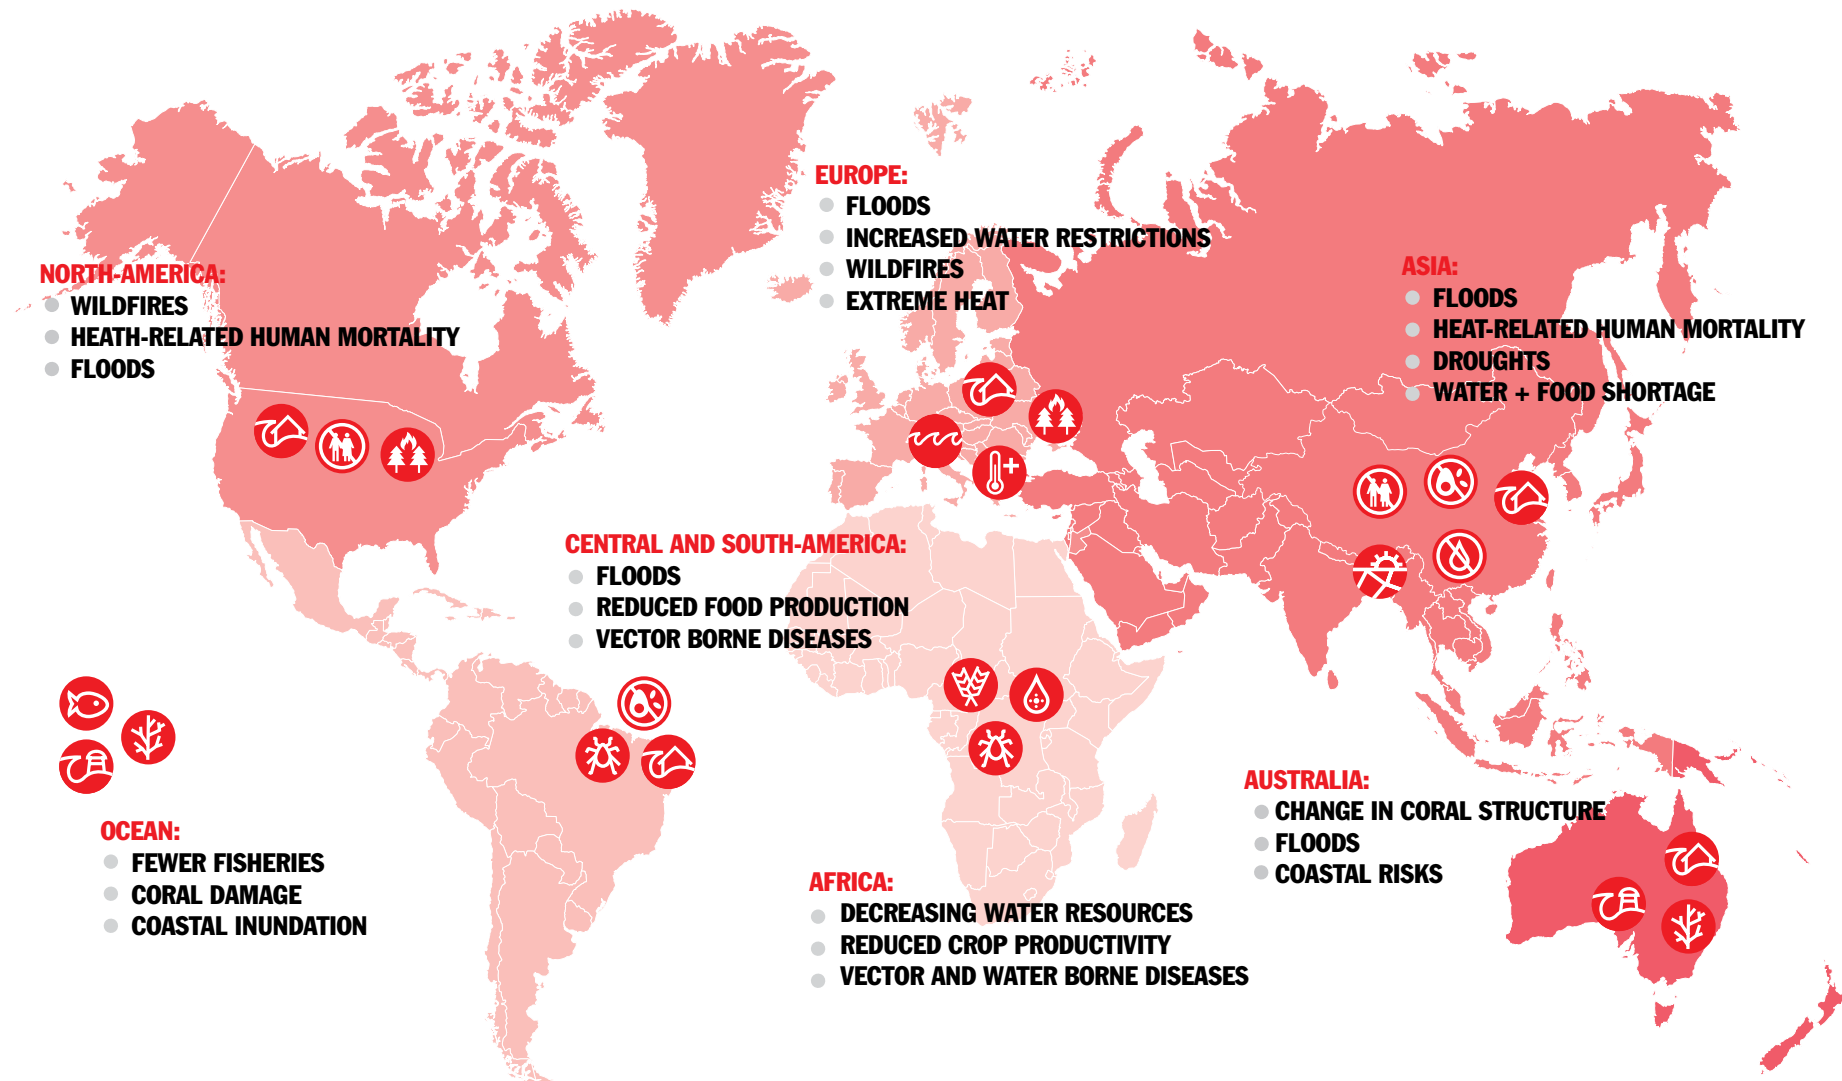 NORTH-AMERICA:
WILDFIRES
HEATH-RELATED HUMAN MORTALITY
FLOODS
EUROPE:
FLOODS
INCREASED WATER RESTRICTIONS
WILDFIRES
EXTREME HEAT
ASIA:
FLOODS
HEAT-RELATED HUMAN MORTALITY
DROUGHTS
WATER + FOOD SHORTAGE
CENTRAL AND SOUTH-AMERICA:
FLOODS
REDUCED FOOD PRODUCTION
VECTOR BORNE DISEASES
OCEAN:
FEWER FISHERIES
CORAL DAMAGE
COASTAL INUNDATION
AFRICA:
DECREASING WATER RESOURCES
REDUCED CROP PRODUCTIVITY
VECTOR AND WATER BORNE DISEASES
AUSTRALIA:
CHANGE IN CORAL STRUCTURE
FLOODS
COASTAL RISKS